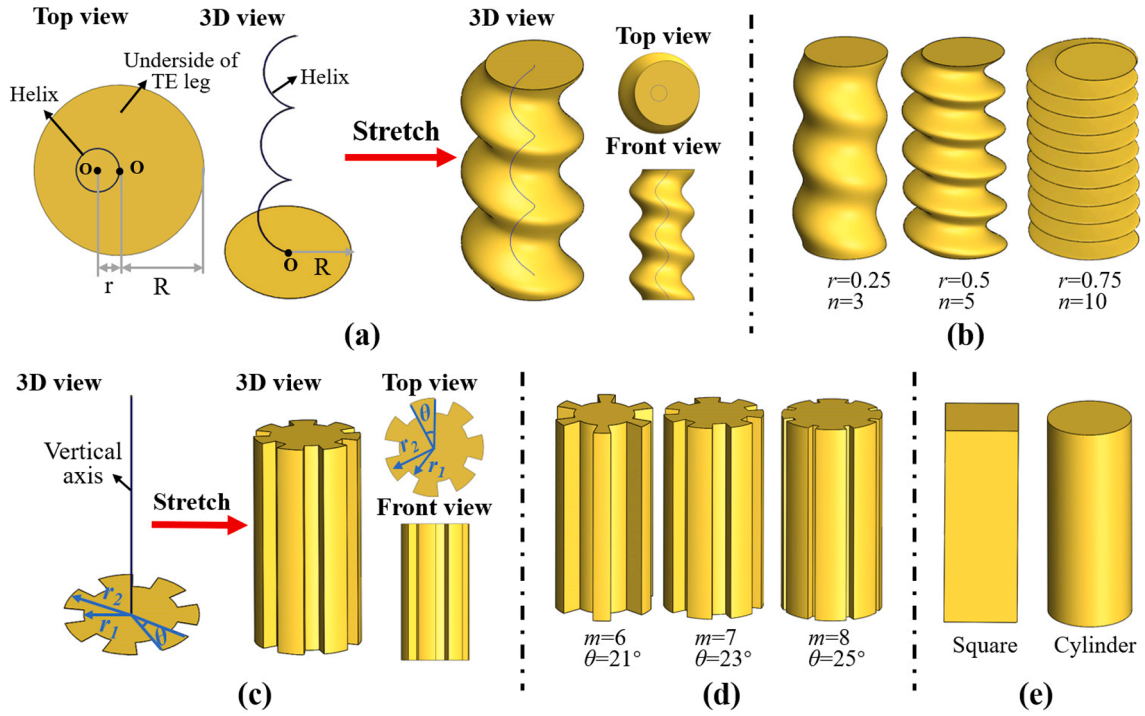 Top view
3D view
3D view
Underside of
TE leg
Helix
Helix
Top view
Stretch
Front view
O
O
O
r
R
R
r=0.25
n=3
r=0.5
n=5
r=0.75
n=10
(a)
(b)
3D view
3D view
Top view
θ
r2
r1
Vertical
axis
Stretch
Front view
r2
r1
θ
m=6
θ=21°
m=7
θ=23°
m=8
θ=25°
Square
Cylinder
(c)
(d)
(e)